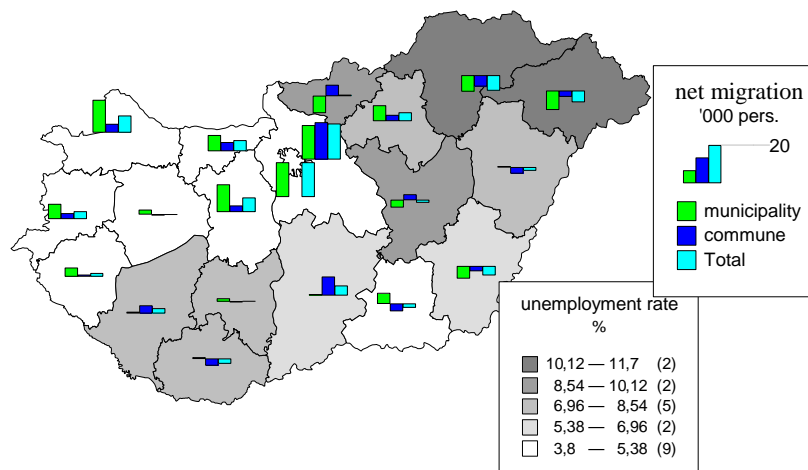 net migration
'000 pers.
20
municipality
commune
Total
unemployment rate
%
10,12 — 11,7 (2)
8,54 — 10,12 (2)
6,96 — 8,54 (5)
5,38 — 6,96 (2)
3,8 — 5,38 (9)